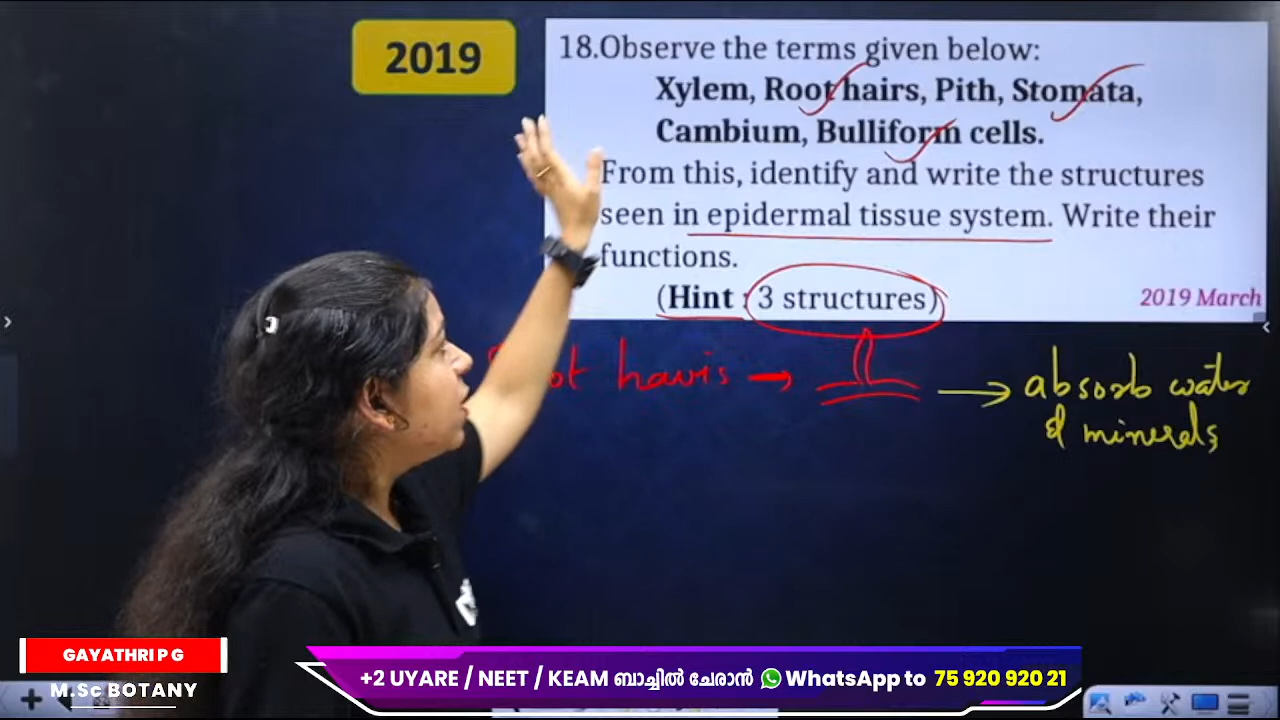 2019
18.Observe the terms given below:
Xylem, Root hairs, Pith, Stomata,
Cambium, Bulliform cells.
From this, identify and write the structures
seen in epidermal tissue system. Write their
functions.
(Hint : 3 structures)
2019 March
ot hairs → → absorb water
& minerals
GAYATHRI P G
M.Sc BOTANY
+2 UYARE / NEET / KEAM ബാച്ചിൽ ചേരാൻ WhatsApp to 75 920 920 21